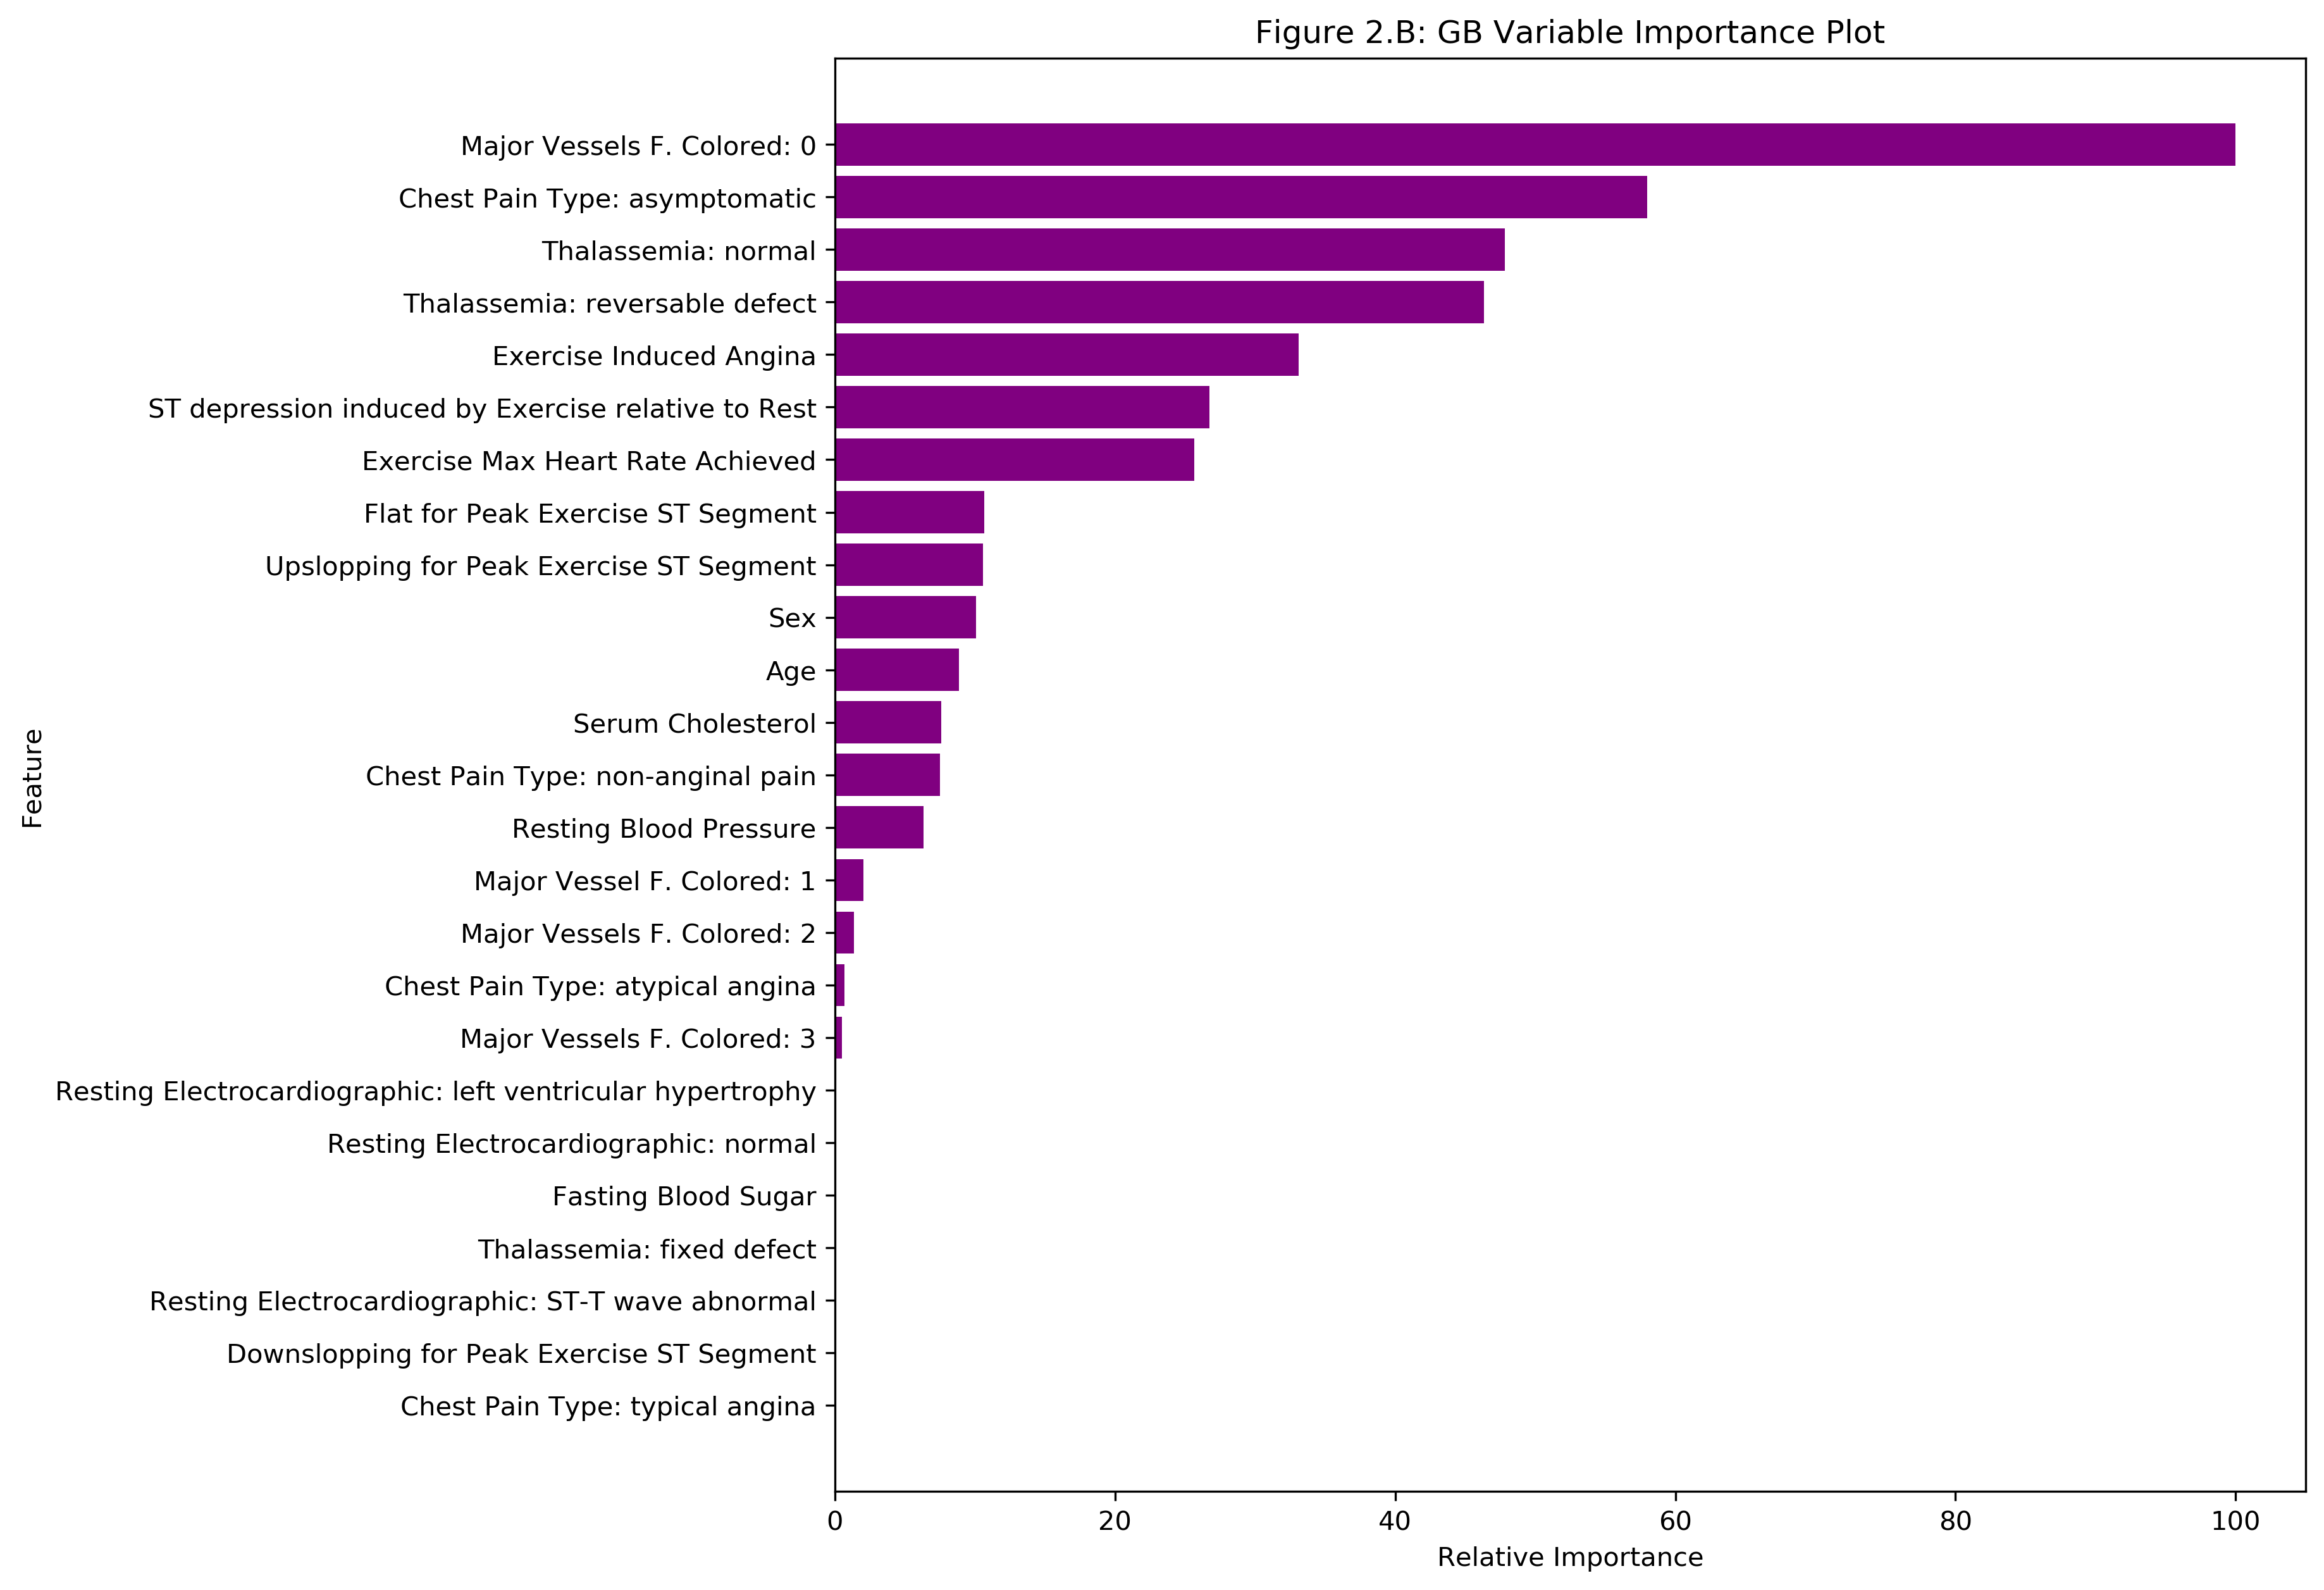 Figure 2.B: GB Variable Importance Plot
Feature
Major Vessels F. Colored: 0
Chest Pain Type: asymptomatic
Thalassemia: normal
Thalassemia: reversable defect
Exercise Induced Angina
ST depression induced by Exercise relative to Rest
Exercise Max Heart Rate Achieved
Flat for Peak Exercise ST Segment
Upslopping for Peak Exercise ST Segment
Sex
Age
Serum Cholesterol
Chest Pain Type: non-anginal pain
Resting Blood Pressure
Major Vessel F. Colored: 1
Major Vessels F. Colored: 2
Chest Pain Type: atypical angina
Major Vessels F. Colored: 3
Resting Electrocardiographic: left ventricular hypertrophy
Resting Electrocardiographic: normal
Fasting Blood Sugar
Thalassemia: fixed defect
Resting Electrocardiographic: ST-T wave abnormal
Downslopping for Peak Exercise ST Segment
Chest Pain Type: typical angina
0 20 40 60 80 100
Relative Importance